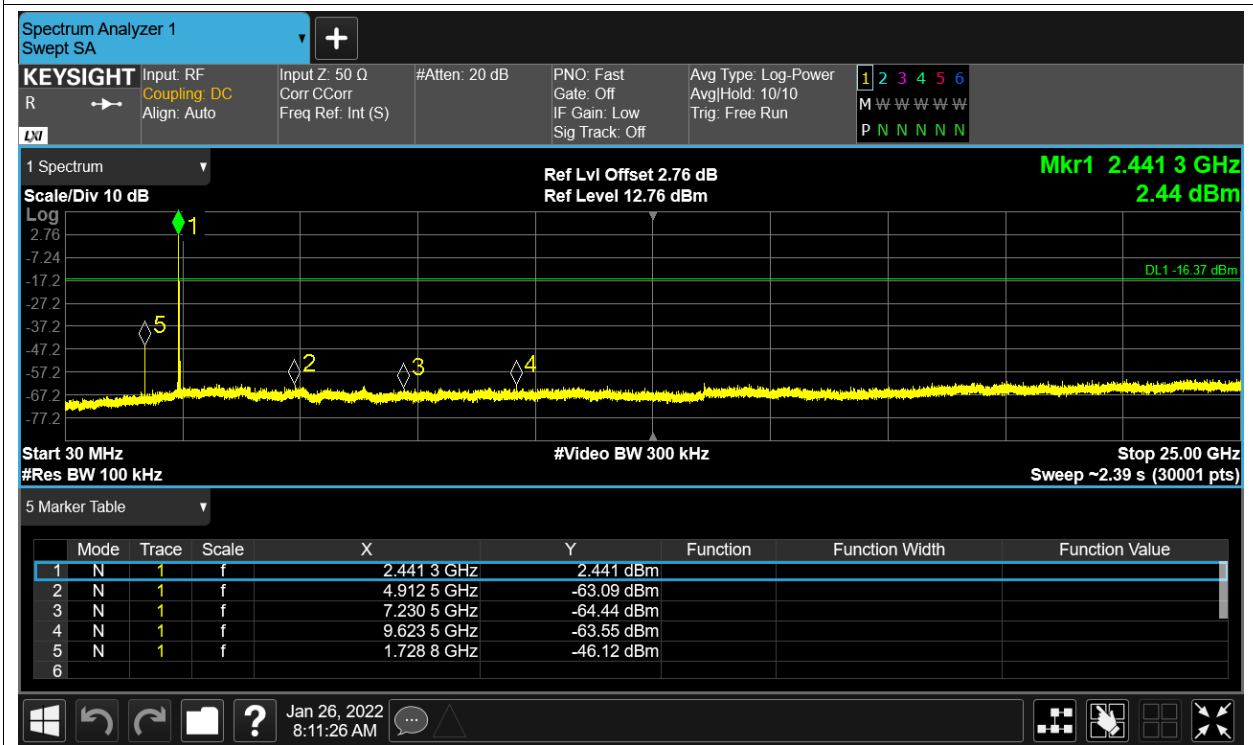 Spectrum Analyzer 1
Swept SA
+
KEYSIGHT Input: RF Input Z: 50 Ω #Atten: 20 dB PNO: Fast Avg Type: Log-Power 1 2 3 4 5 6
R Coupling: DC Corr CCorr Gate: Off Avg|Hold: 10/10 M W W W W W W
Align: Auto Freq Ref: Int (S) IF Gain: Low Trig: Free Run
LXI Sig Track: Off P N N N N N N
1 Spectrum Ref Lvl Offset 2.76 dB Mkr1 2.441 3 GHz
Scale/Div 10 dB Ref Level 12.76 dBm 2.44 dBm
Log
1
2.76
-7.24
DL1 -16.37 dBm
-17.2
-27.2
-37.2
5
-47.2
2 3 4
-57.2
-67.2
-77.2
Start 30 MHz #Video BW 300 kHz Stop 25.00 GHz
#Res BW 100 kHz Sweep ~2.39 s (30001 pts)
5 Marker Table
Mode Trace Scale X Y Function Function Width Function Value
1 N 1 f 2.441 3 GHz 2.441 dBm
2 N 1 f 4.912 5 GHz -63.09 dBm
3 N 1 f 7.230 5 GHz -64.44 dBm
4 N 1 f 9.623 5 GHz -63.55 dBm
5 N 1 f 1.728 8 GHz -46.12 dBm
6
? Jan 26, 2022
8:11:26 AM